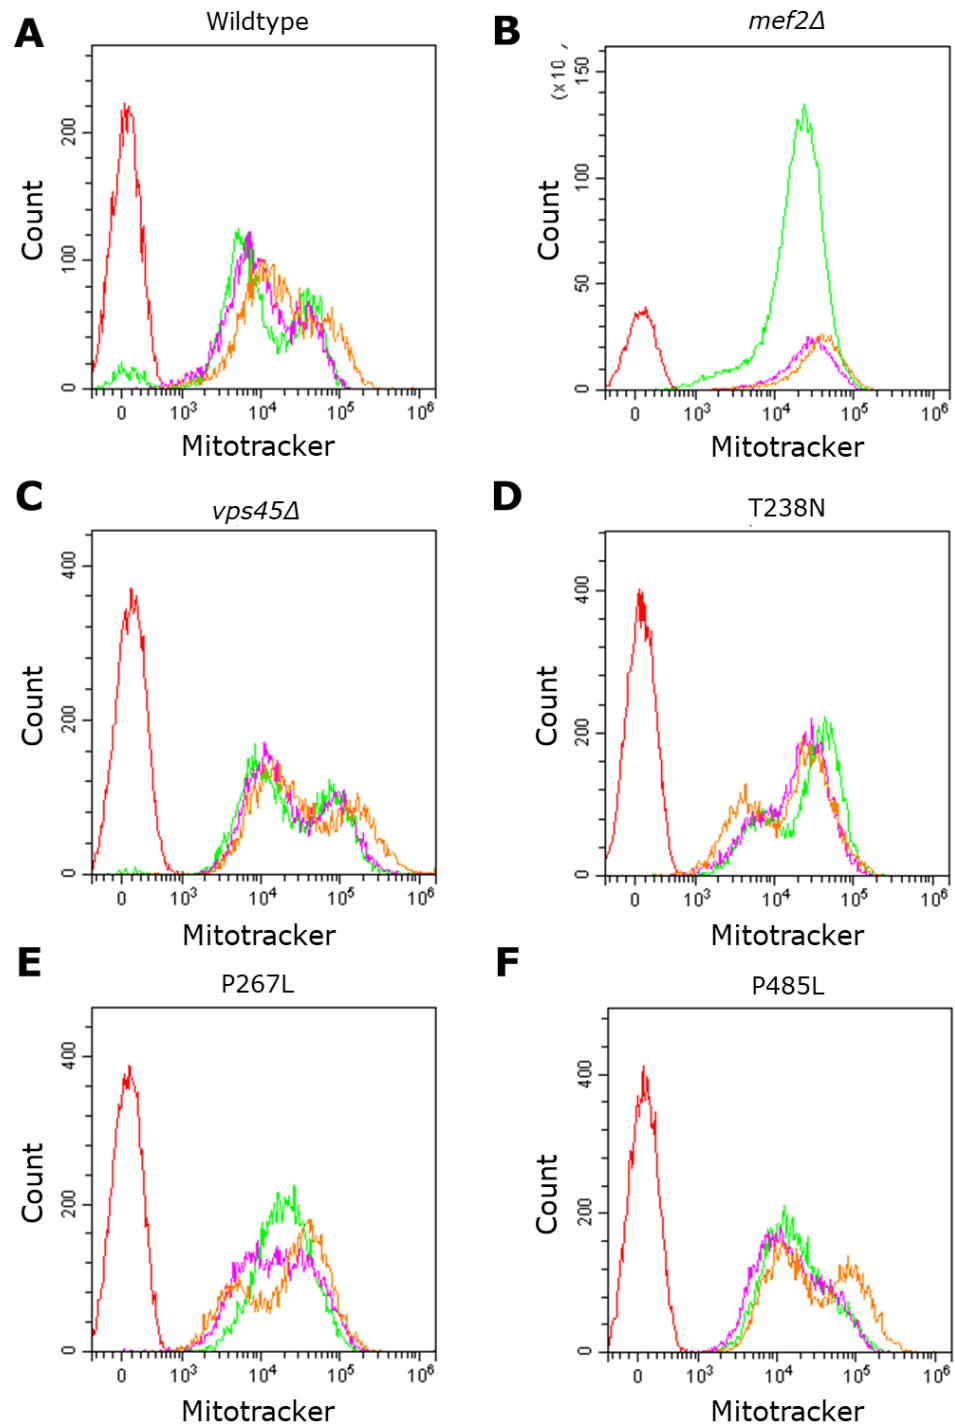 A
Wildtype
Count
200
100
0
0 10³ 10⁴ 10⁵ 10⁶
Mitotracker
B
mef2Δ
Count
(x10
150
100
50
0
0 10³ 10⁴ 10⁵ 10⁶
Mitotracker
C
vps45Δ
Count
400
200
0
0 10³ 10⁴ 10⁵ 10⁶
Mitotracker
D
T238N
Count
400
200
0
0 10³ 10⁴ 10⁵ 10⁶
Mitotracker
E
P267L
Count
400
200
0
0 10³ 10⁴ 10⁵ 10⁶
Mitotracker
F
P485L
Count
400
200
0
0 10³ 10⁴ 10⁵ 10⁶
Mitotracker